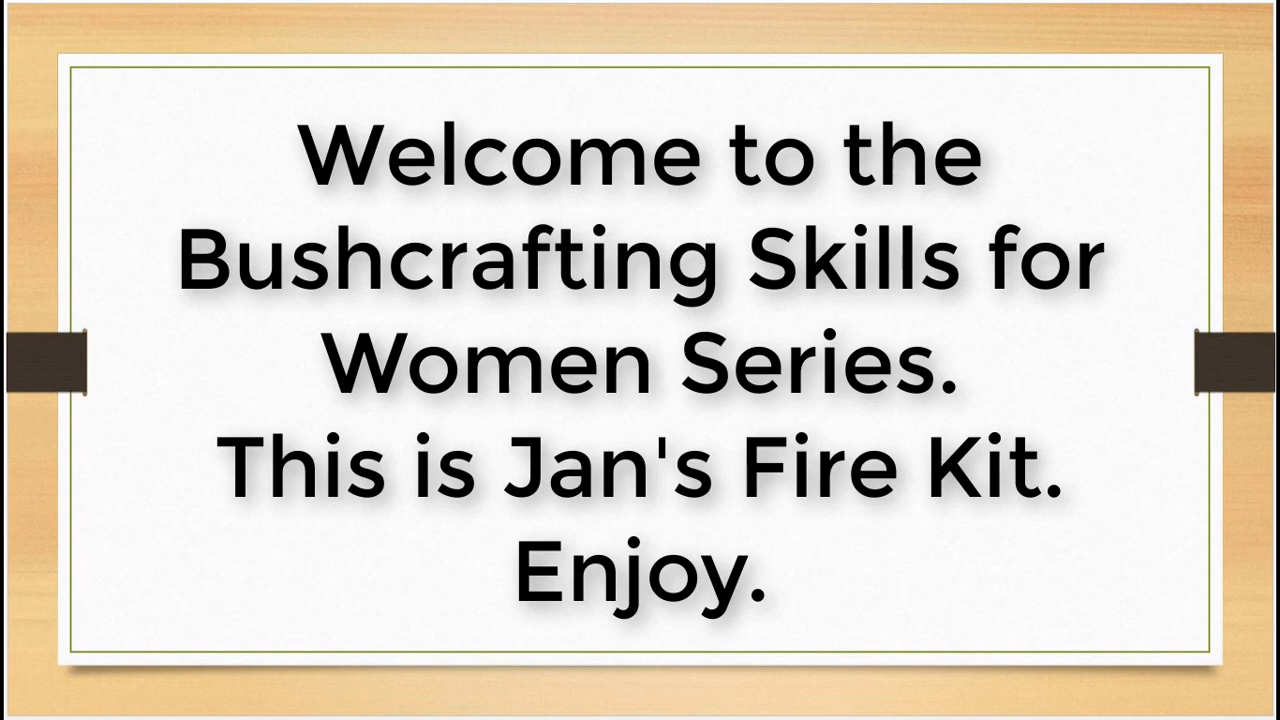 Welcome to the
Bushcrafting Skills for
Women Series.
This is Jan's Fire Kit.
Enjoy.